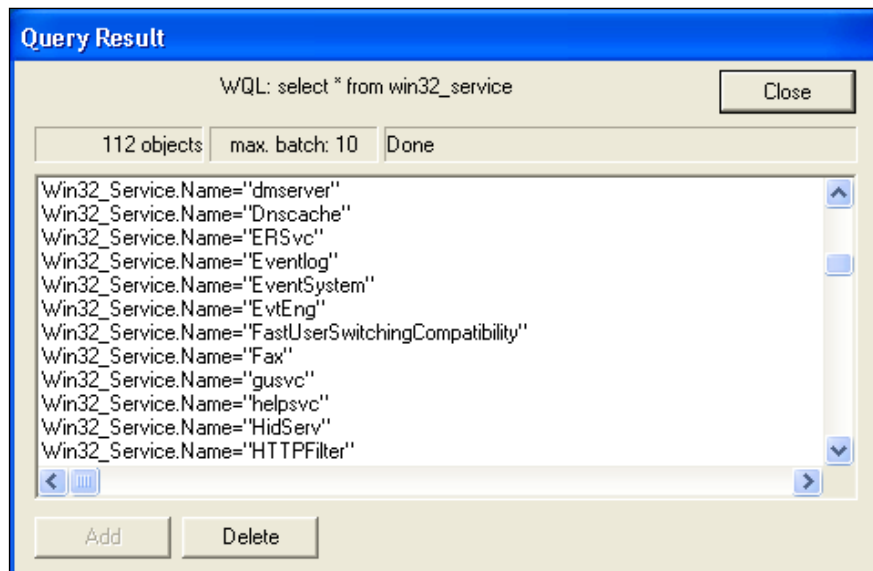 Query Result
WQL: select * from win32_service
Close
112 objects
max. batch: 10
Done
Win32_Service.Name="dmserver"
Win32_Service.Name="Dnscache"
Win32_Service.Name="ERSvc"
Win32_Service.Name="Eventlog"
Win32_Service.Name="EventSystem"
Win32_Service.Name="EvtEng"
Win32_Service.Name="FastUserSwitchingCompatibility"
Win32_Service.Name="Fax"
Win32_Service.Name="gusvc"
Win32_Service.Name="helpsvc"
Win32_Service.Name="HidServ"
Win32_Service.Name="HTTPFilter"
Add
Delete